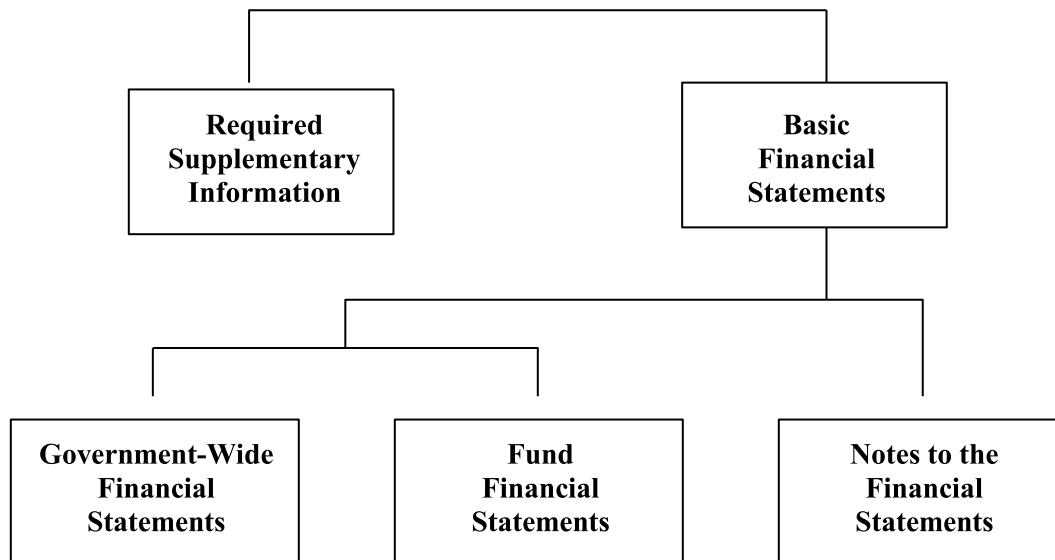 Required
Supplementary
Information
Basic
Financial
Statements
Government-Wide
Financial
Statements
Fund
Financial
Statements
Notes to the
Financial
Statements